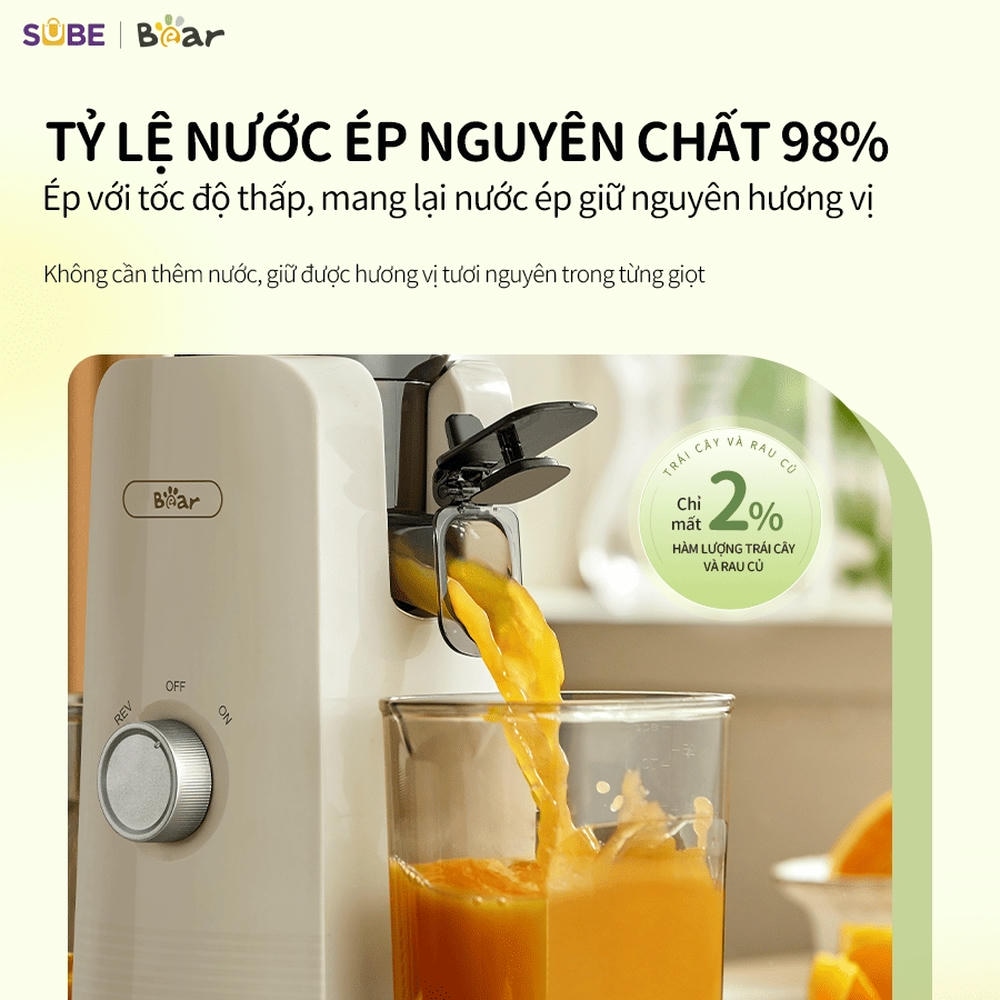 SUBE | Bear
TỶ LỆ NƯỚC ÉP NGUYÊN CHẤT 98%
Ép với tốc độ thấp, mang lại nước ép giữ nguyên hương vị
Không cần thêm nước, giữ được hương vị tươi nguyên trong từng giọt
TRÁI CÂY VÀ RAU CỦ
Chỉ mất 2%
HÀM LƯỢNG TRÁI CÂY
VÀ RAU CỦ
Bear
OFF
REV
ON